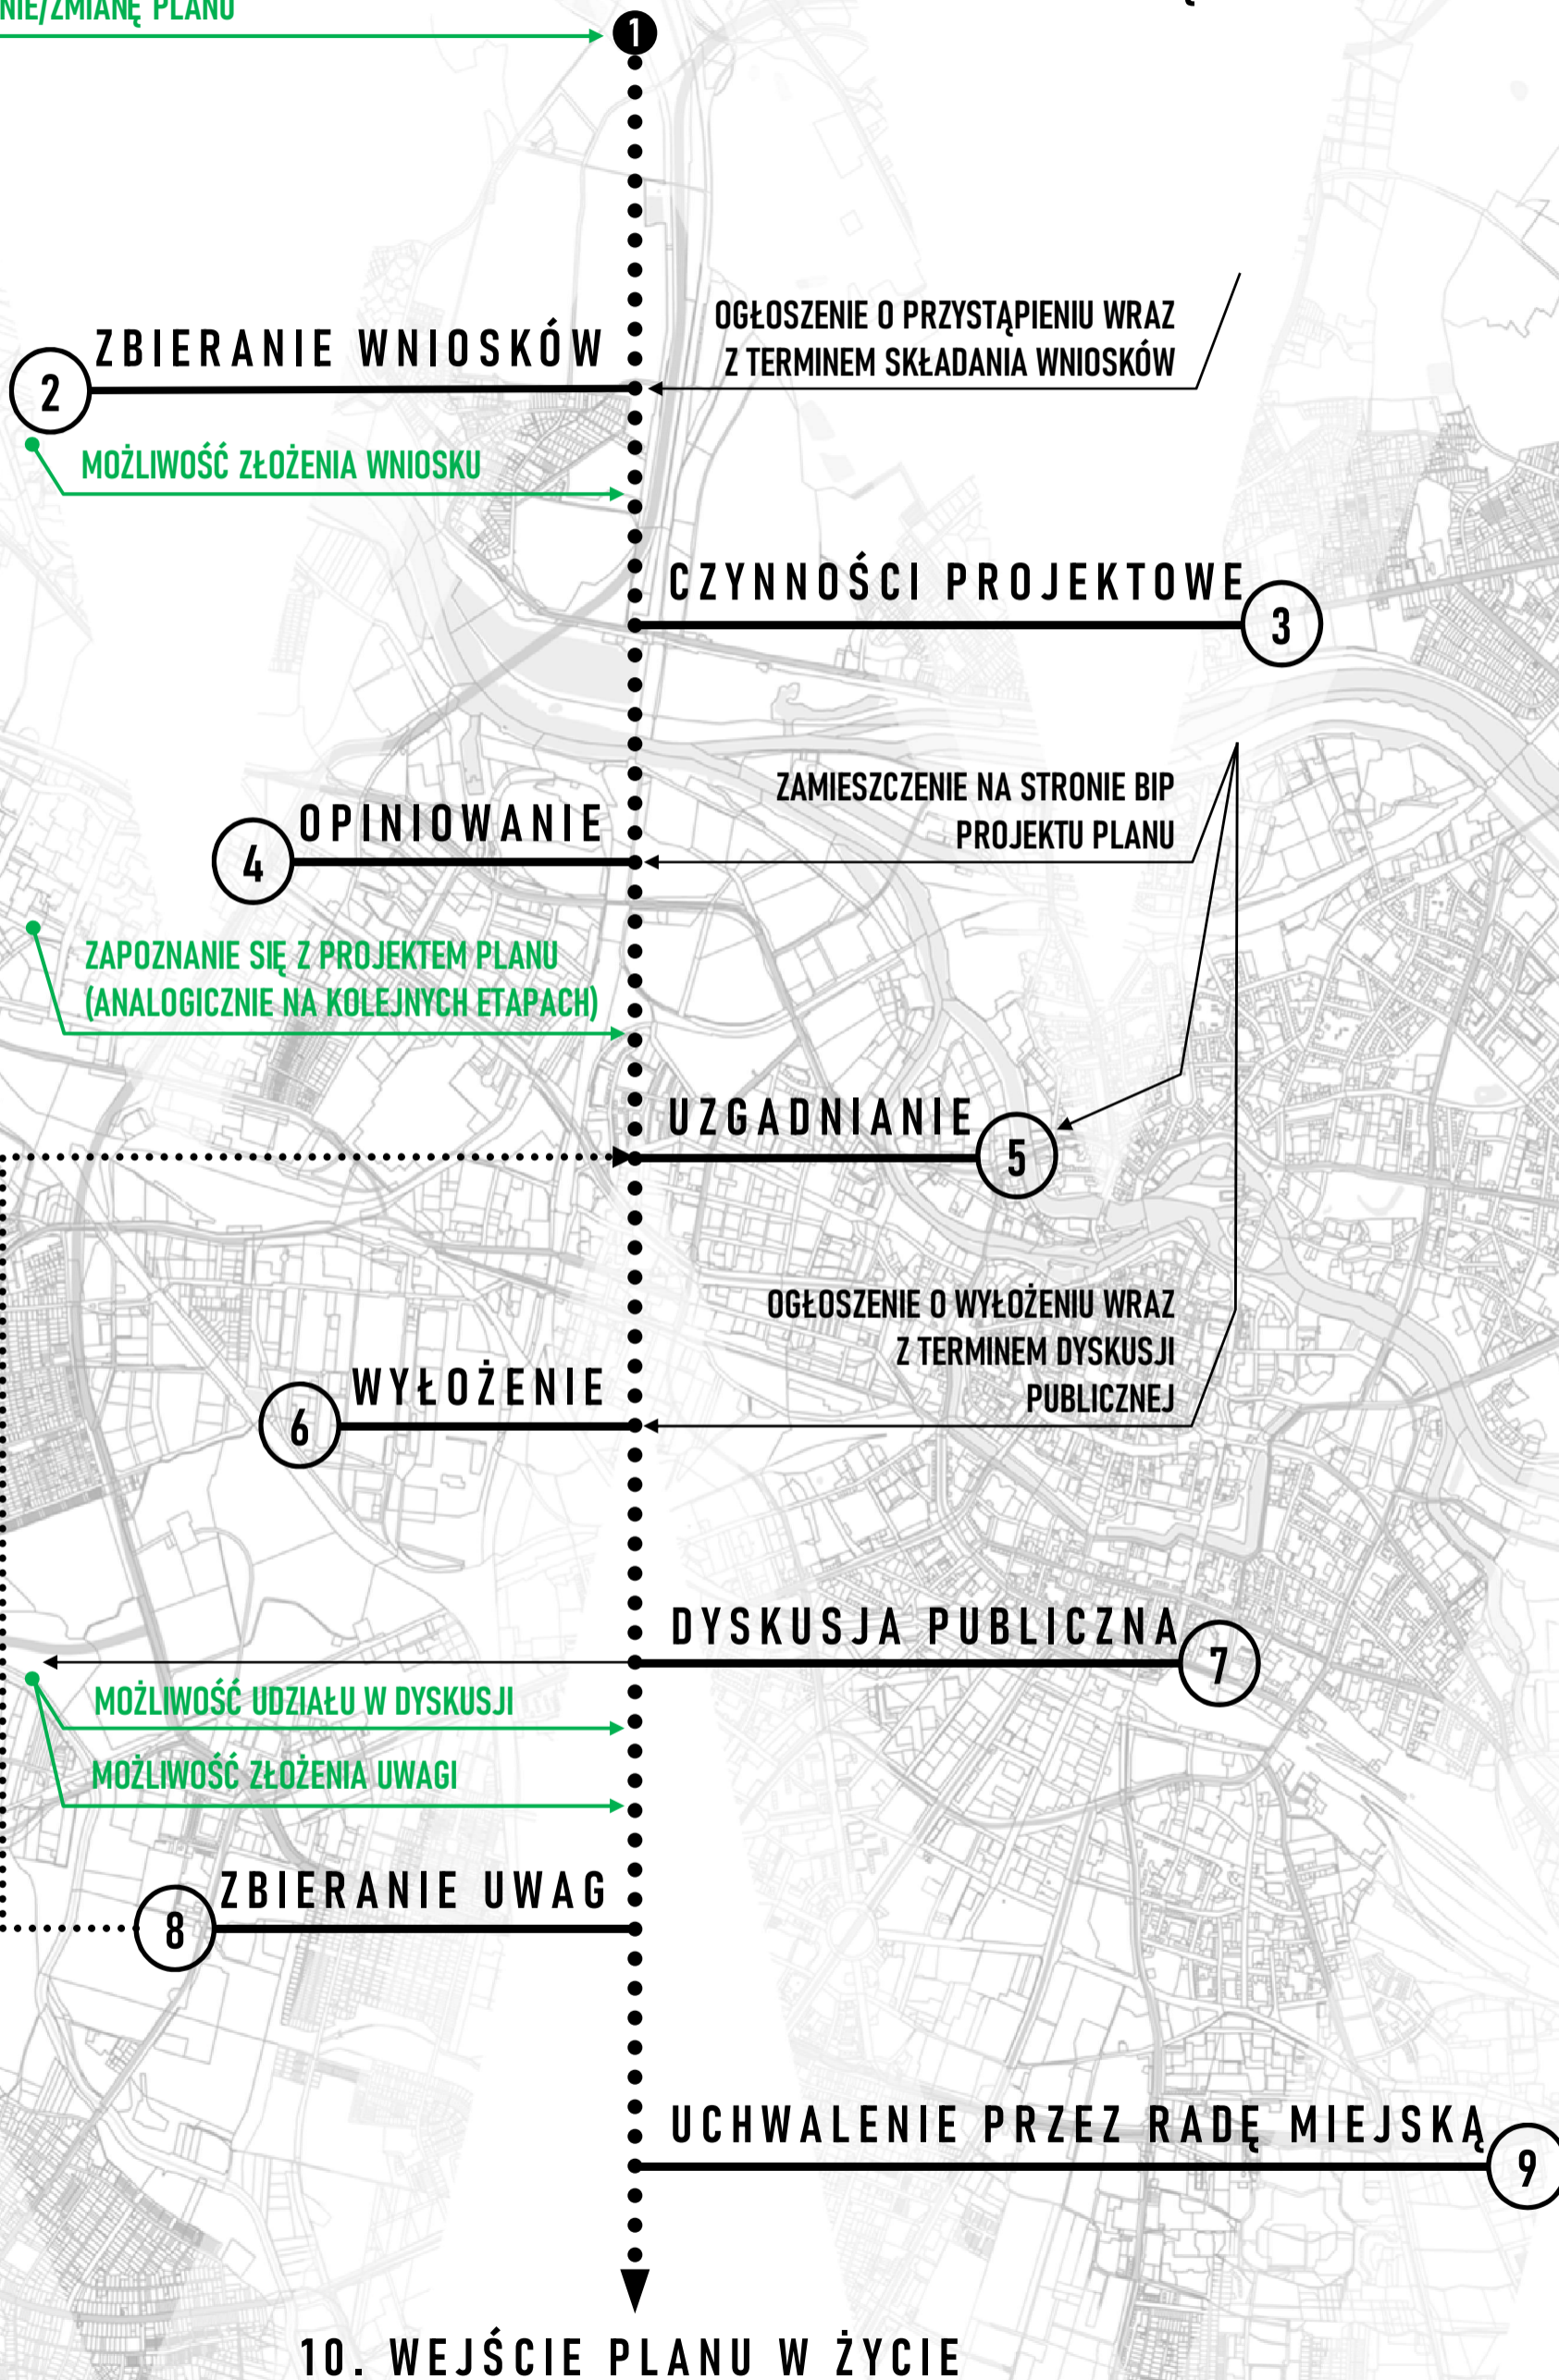 NIE/ZMIANĘ PLANU
1
OGŁOSZENIE O PRZYSTĄPIENIU WRAZ
Z TERMINEM SKŁADANIA WNIOSKÓW
ZBIERANIE WNIOSKÓW
2
MOŻLIWOŚĆ ZŁOŻENIA WNIOSKU
CZYNNOŚCI PROJEKTOWE
3
ZAMIESZCZENIE NA STRONIE BIP
PROJEKTU PLANU
OPINIOWANIE
4
ZAPOZNANIE SIĘ Z PROJEKTEM PLANU
(ANALOGICZNIE NA KOLEJNYCH ETAPACH)
UZGADNIANIE
5
OGŁOSZENIE O WYŁOŻENIU WRAZ
Z TERMINEM DYSKUSJI
PUBLICZNEJ
WYŁOŻENIE
6
DYSKUSJA PUBLICZNA
7
MOŻLIWOŚĆ UDZIAŁU W DYSKUSJI
MOŻLIWOŚĆ ZŁOŻENIA UWAGI
ZBIERANIE UWAG
8
UCHWALENIE PRZEZ RADĘ MIEJSKĄ
9
10. WEJŚCIE PLANU W ŻYCIE